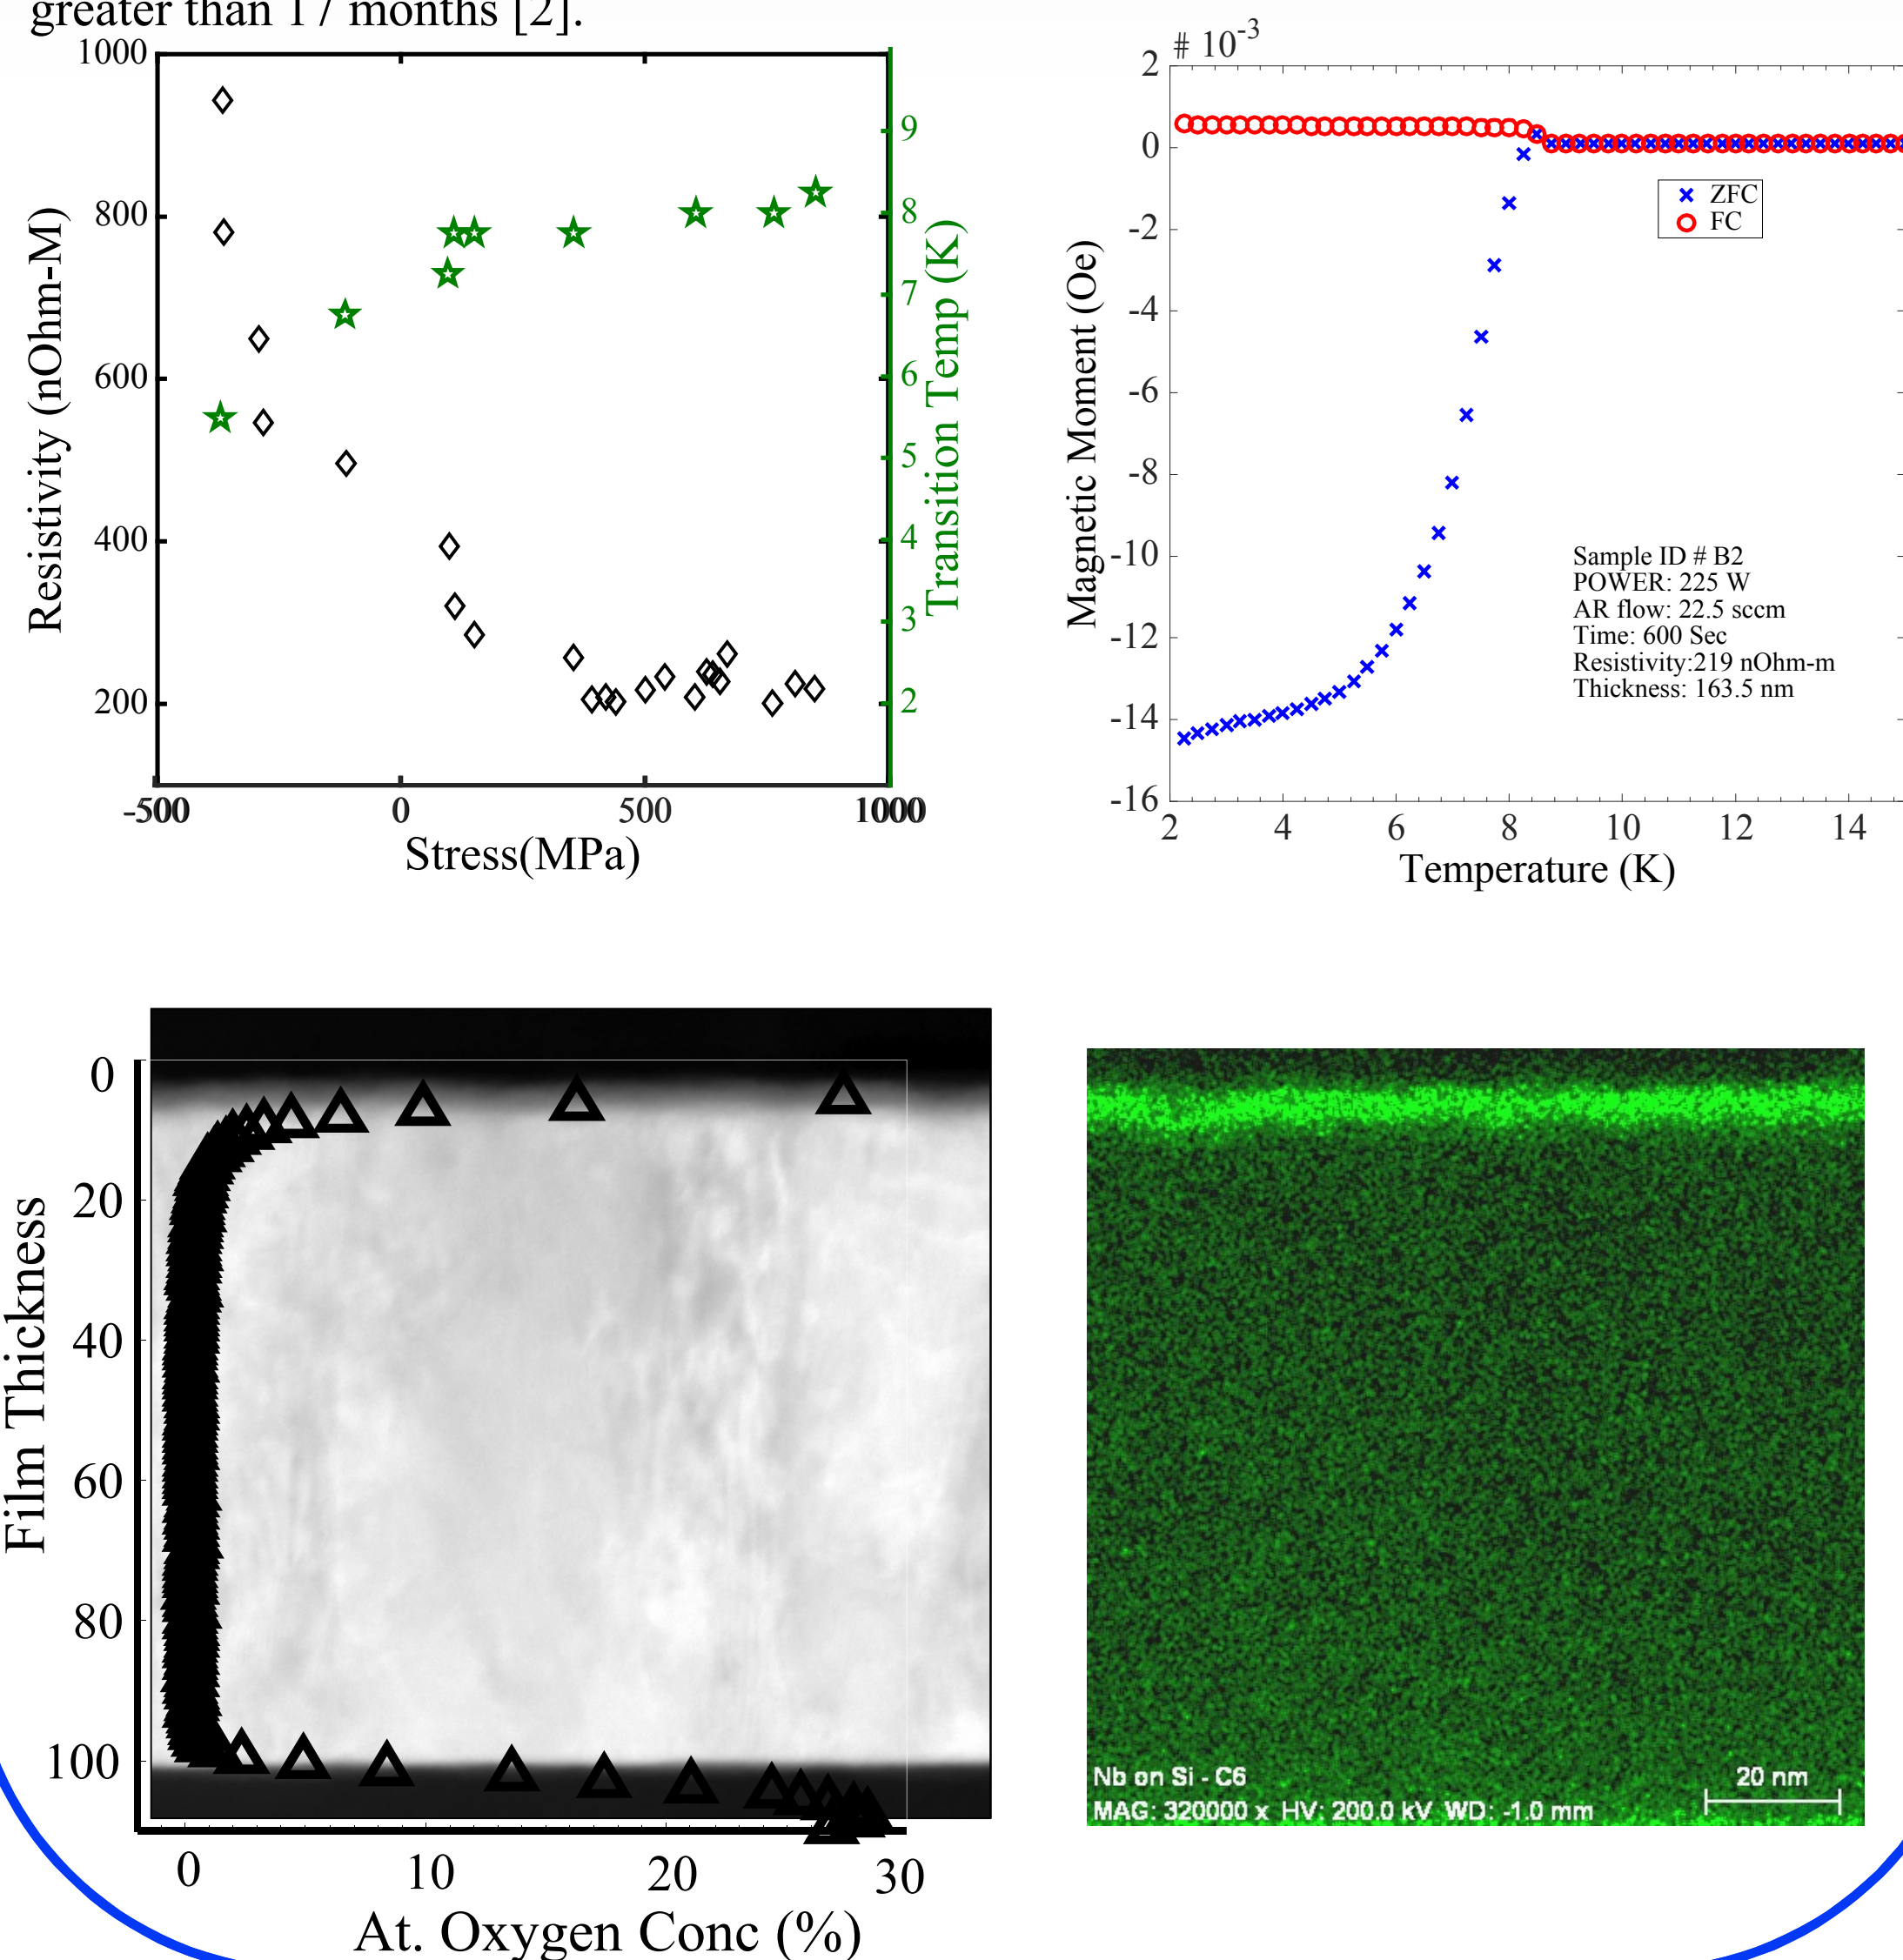 greater than 17 months [2].
1000
800
600
400
200
Resistivity (nOhm-M)
9
8
7
6
5
4
3
2
Transition Temp (K)
-500
0
500
1000
Stress(MPa)
# 10-3
2
0
-2
-4
-6
-8
-10
-12
-14
-16
Magnetic Moment (Oe)
ZFC
FC
Sample ID # B2
POWER: 225 W
AR flow: 22.5 sccm
Time: 600 Sec
Resistivity:219 nOhm-m
Thickness: 163.5 nm
2 4 6 8 10 12 14
Temperature (K)
0
20
40
60
80
100
Film Thickness
0 10 20 30
At. Oxygen Conc (%)
Nb on Si - C6
20 nm
MAG: 320000 x HV: 200.0 kV WD: -1.0 mm